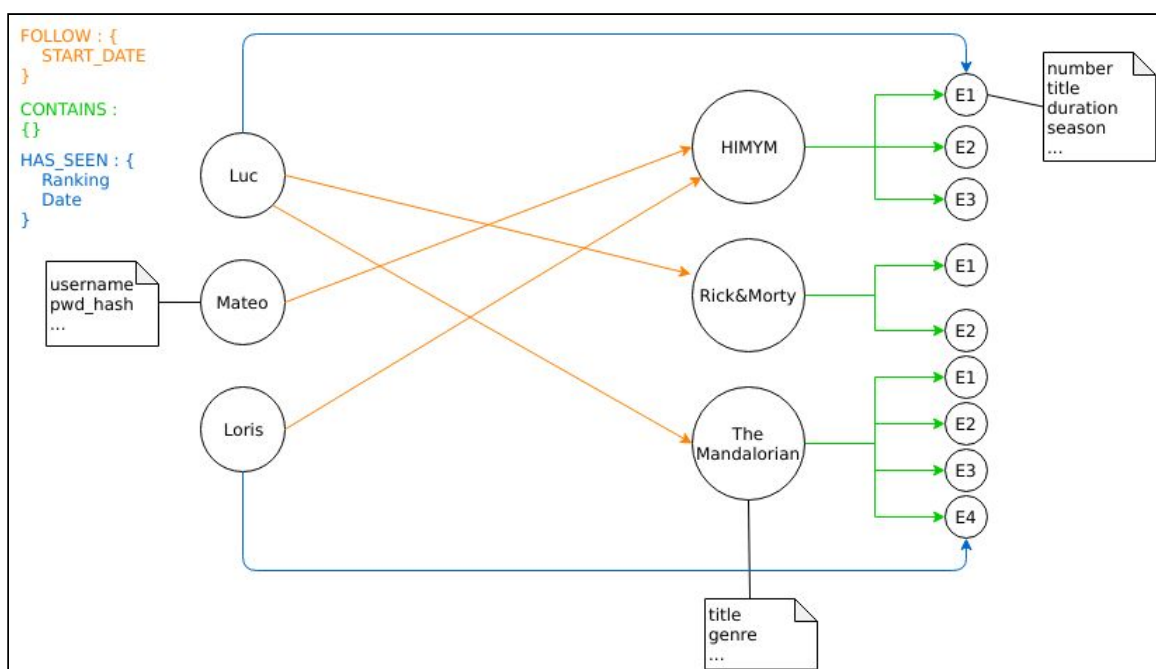 FOLLOW : {
START_DATE
}
CONTAINS :
{}
HAS_SEEN : {
Ranking
Date
}
Luc
Mateo
Loris
username
pwd_hash
...
HIMYM
Rick&Morty
The
Mandalorian
E1
E2
E3
E1
E2
E1
E2
E3
E4
number
title
duration
season
...
title
genre
...